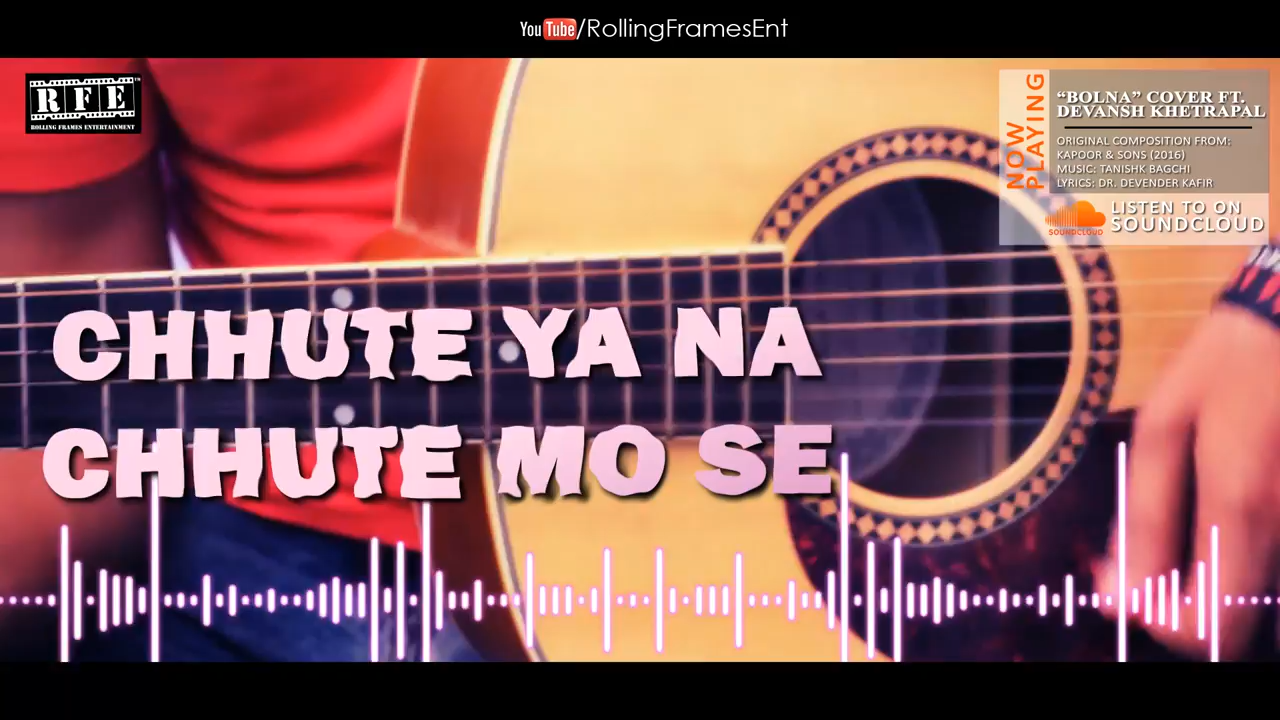 YouTube/RollingFramesEnt
RFE
ROLLING FRAMES ENTERTAINMENT
NOW PLAYING
“BOLNA” COVER FT.
DEVANSH KHETRAPAL
ORIGINAL COMPOSITION FROM:
KAPOOR & SONS (2016)
MUSIC: TANISHK BAGCHI
LYRICS: DR. DEVENDER KAFIR
SOUNDCLOUD
LISTEN TO ON
SOUNDCLOUD
CHHUTE YA NA
CHHUTE MO SE